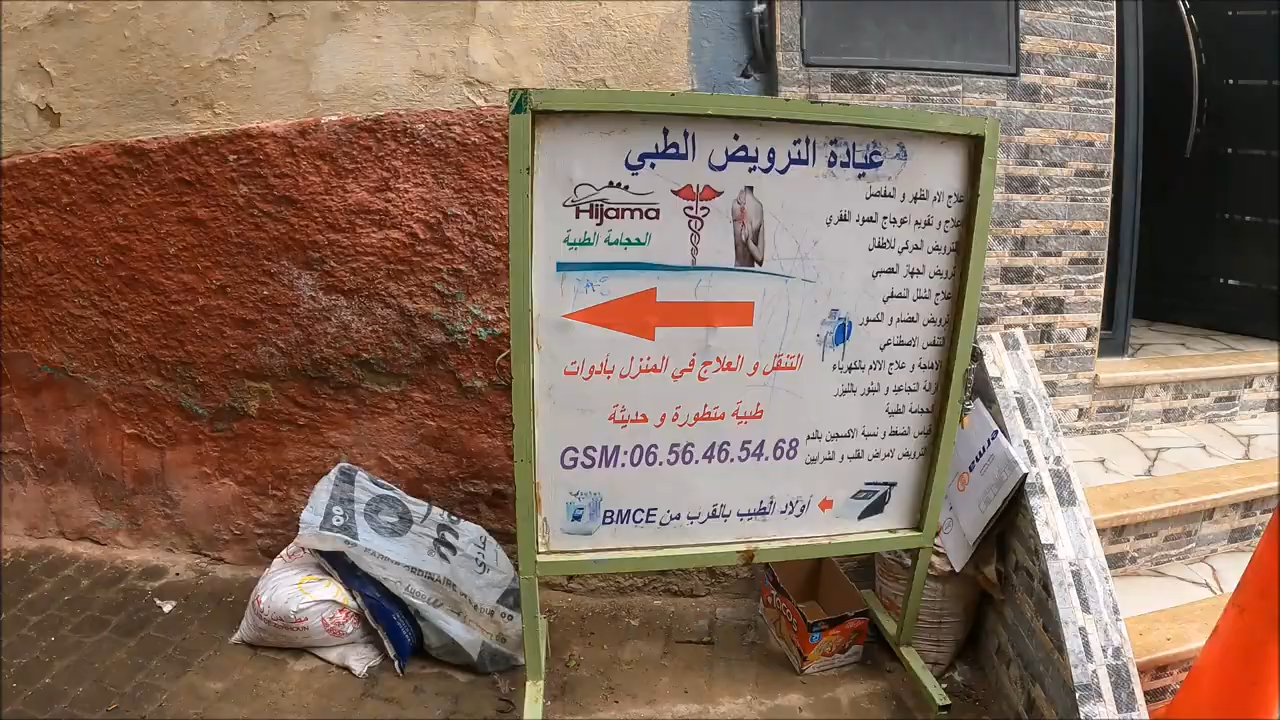 عيادة الترويض الطبي
Hijama
الحجامة الطبية
علاج الام الظهر و المفاصل
علاج و تقويم اعوجاج العمود الفقري
الترويض الحركي للاطفال
ترويض الجهاز العصبي
علاج الشلل النصفي
ترويض العضام و الكسور
التنفس الاصطناعي
و علاج الالام بالكهرباء
ازالة التجاعيد و البثور بالليزر
الحجامة الطبية
قياس الضغط و نسبة الاكسجين بالدم
الترويض لامراض القلب و الشرايين
التنقل و العلاج في المنزل بأدوات
طبية متطورة و حديثة
GSM:06.56.46.54.68
أولاد الطيب بالقرب من BMCE
Tacos